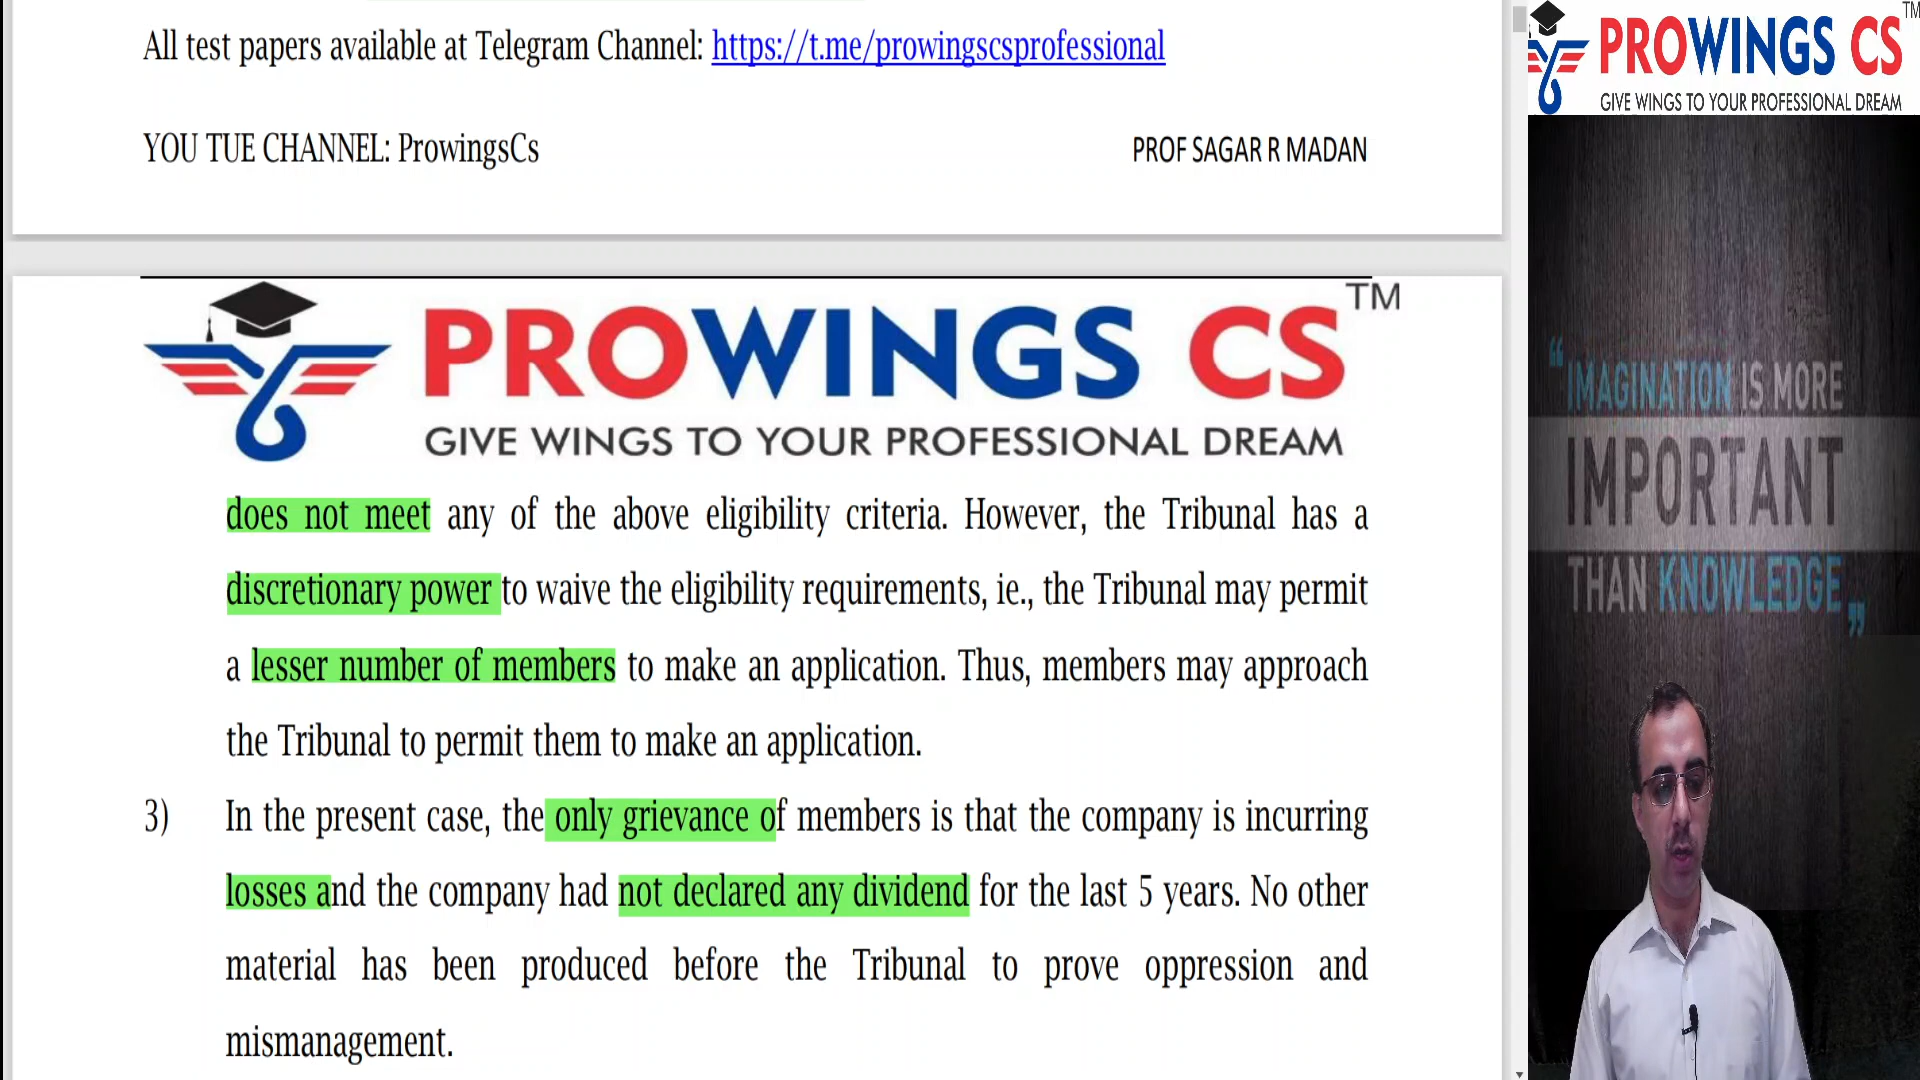 All test papers available at Telegram Channel: https://t.me/prowingscsprofessional
YOU TUE CHANNEL: ProwingsCs
PROF SAGAR R MADAN
PROWINGS CS TM
GIVE WINGS TO YOUR PROFESSIONAL DREAM
does not meet any of the above eligibility criteria. However, the Tribunal has a
discretionary power to waive the eligibility requirements, ie., the Tribunal may permit
a lesser number of members to make an application. Thus, members may approach
the Tribunal to permit them to make an application.
3) In the present case, the only grievance of members is that the company is incurring
losses and the company had not declared any dividend for the last 5 years. No other
material has been produced before the Tribunal to prove oppression and
mismanagement.
PROWINGS CS TM
GIVE WINGS TO YOUR PROFESSIONAL DREAM
“IMAGINATION IS MORE
IMPORTANT
THAN KNOWLEDGE„